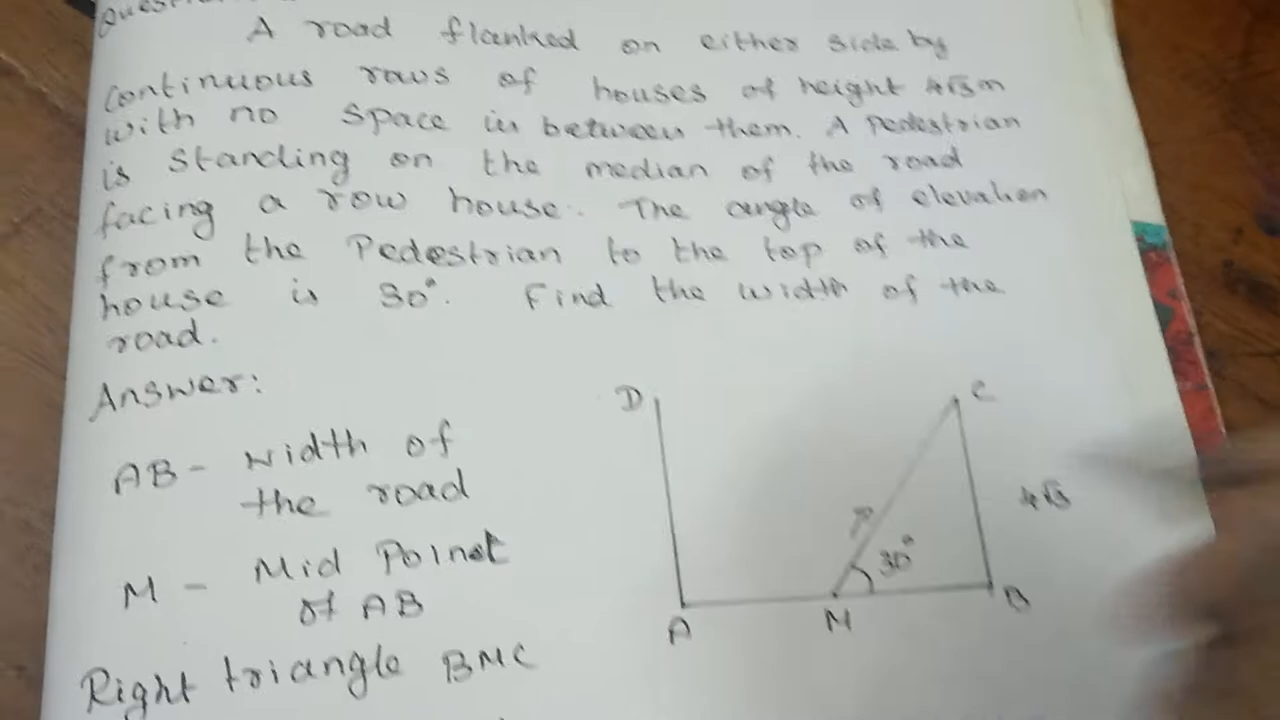 A road flanked on either side by
continuous rows of houses of height 4√3m
with no space in between them. A Pedestrian
is standing on the median of the road
facing a row house. The angle of elevation
from the Pedestrian to the top of the
house is 30°. Find the width of the
road.
Answer:
AB - width of
the road
M - Mid Poinet
of AB
Right triangle BMC
D
C
4√3
P
30°
A
M
B